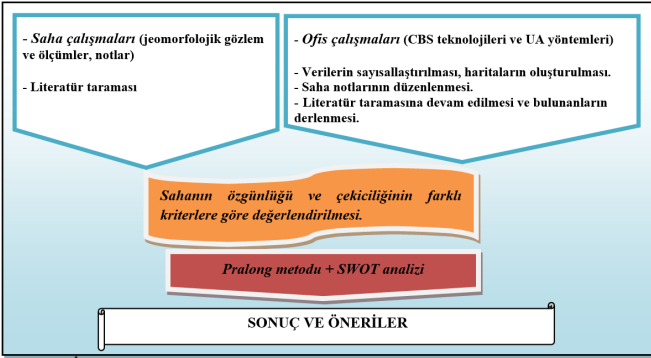 - Saha çalışmaları (jeomorfolojik gözlem
ve ölçümler, notlar)
- Literatür taraması
- Ofis çalışmaları (CBS teknolojileri ve UA yöntemleri)
- Verilerin sayısallaştırılması, haritaların oluşturulması.
- Saha notlarının düzenlenmesi.
- Literatür taramasına devam edilmesi ve bulunanların
derlenmesi.
Sahanın özgünlüğü ve çekiciliğinin farklı
kriterlere göre değerlendirilmesi.
Pralong metodu + SWOT analizi
SONUÇ VE ÖNERİLER